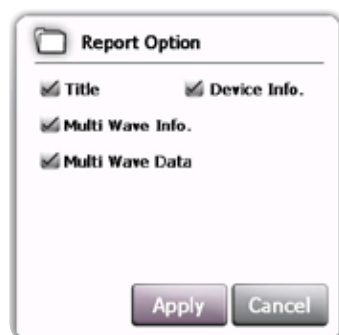 Report Option
Title Device Info.
Multi Wave Info.
Multi Wave Data
Apply Cancel